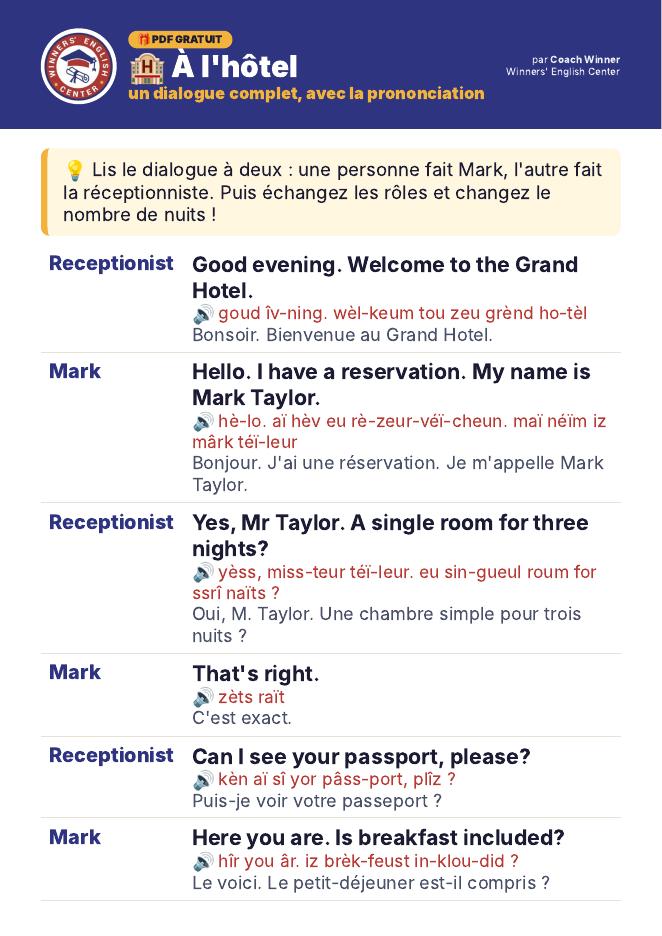 WINNERS' ENGLISH
CENTER
🎁 PDF GRATUIT
🏨 À l'hôtel
un dialogue complet, avec la prononciation
par Coach Winner
Winners' English Center
💡 Lis le dialogue à deux : une personne fait Mark, l'autre fait
la réceptionniste. Puis échangez les rôles et changez le
nombre de nuits !
Receptionist
Good evening. Welcome to the Grand
Hotel.
🔊 goud îv-ning. wèl-keum tou zeu grènd ho-tèl
Bonsoir. Bienvenue au Grand Hotel.
Mark
Hello. I have a reservation. My name is
Mark Taylor.
🔊 hè-lo. aï hèv eu rè-zeur-véï-cheun. maï néïm iz
mârk téï-leur
Bonjour. J'ai une réservation. Je m'appelle Mark
Taylor.
Receptionist
Yes, Mr Taylor. A single room for three
nights?
🔊 yèss, miss-teur téï-leur. eu sin-gueul roum for
ssrî naïts ?
Oui, M. Taylor. Une chambre simple pour trois
nuits ?
Mark
That's right.
🔊 zèts raït
C'est exact.
Receptionist
Can I see your passport, please?
🔊 kèn aï sî yor pâss-port, plîz ?
Puis-je voir votre passeport ?
Mark
Here you are. Is breakfast included?
🔊 hîr you âr. iz brèk-feust in-klou-did ?
Le voici. Le petit-déjeuner est-il compris ?